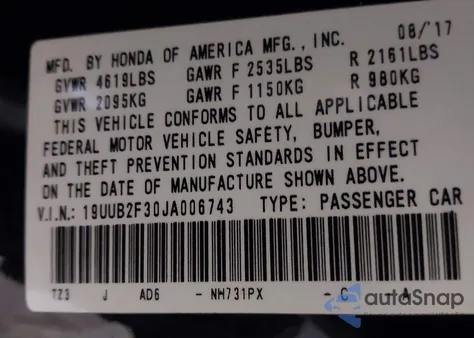 MFD. BY HONDA OF AMERICA MFG., INC. 08/'17
GVWR 4619LBS GAWR F 2535LBS R 2161LBS
GVWR 2095KG GAWR F 1150KG R 980KG
THIS VEHICLE CONFORMS TO ALL APPLICABLE
FEDERAL MOTOR VEHICLE SAFETY, BUMPER,
AND THEFT PREVENTION STANDARDS IN EFFECT
ON THE DATE OF MANUFACTURE SHOWN ABOVE.
V.I.N.: 19UUB2F30JA006743 TYPE: PASSENGER CAR
TZ3 J AD6 - NH731PX - C A
autoSnap